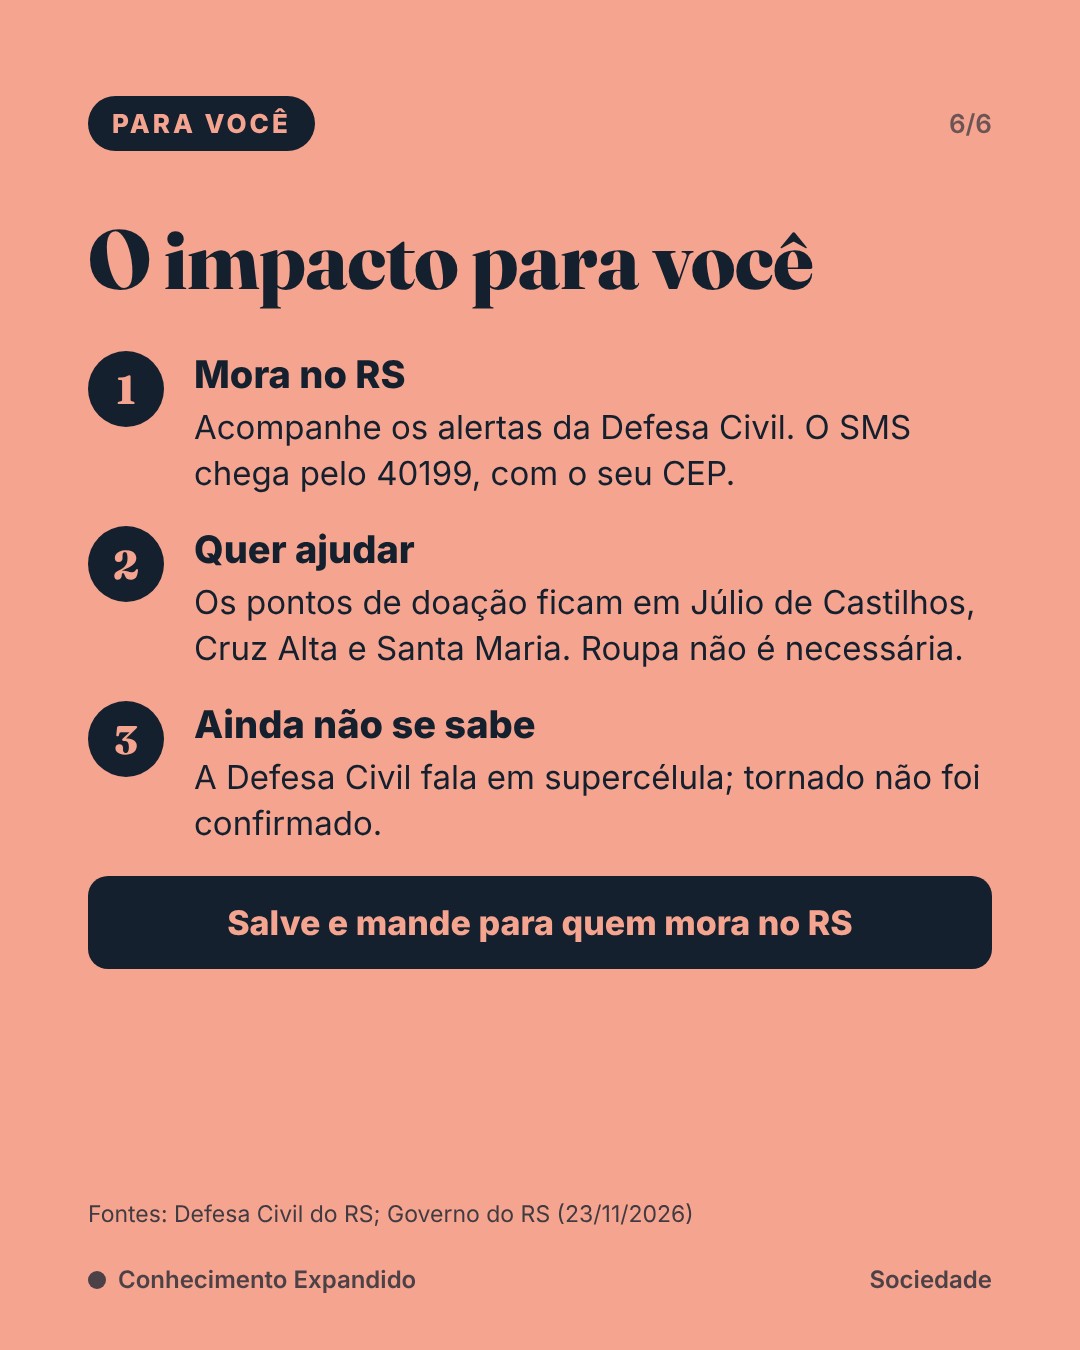 PARA VOCÊ
6/6
O impacto para você
1
Mora no RS
Acompanhe os alertas da Defesa Civil. O SMS
chega pelo 40199, com o seu CEP.
2
Quer ajudar
Os pontos de doação ficam em Júlio de Castilhos,
Cruz Alta e Santa Maria. Roupa não é necessária.
3
Ainda não se sabe
A Defesa Civil fala em supercélula; tornado não foi
confirmado.
Salve e mande para quem mora no RS
Fontes: Defesa Civil do RS; Governo do RS (23/11/2026)
Conhecimento Expandido
Sociedade